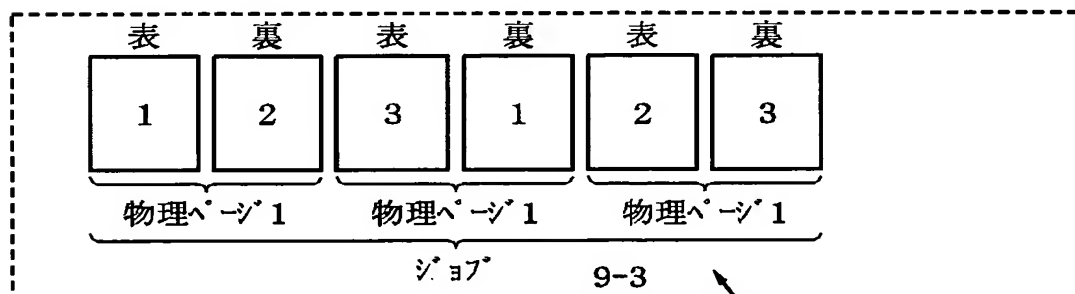 表 裏 表 裏 表 裏
1 2 3 1 2 3
物理ページ1 物理ページ1 物理ページ1
ジョブ 9-3